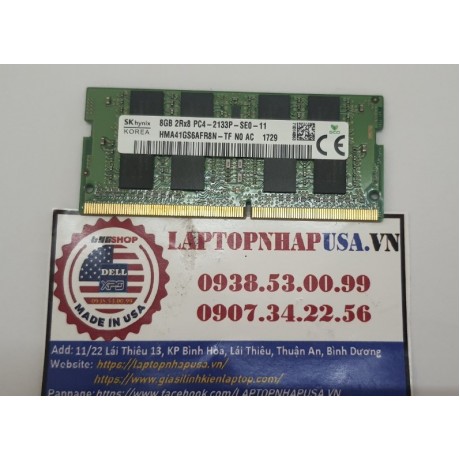 SK hynix
KOREA
8GB 2Rx8 PC4-2133P-SE0-11
HMA41GS6AFR8N-TF N0 AC 1729
LAPTOPNHAPUSA.VN
SHOP
DELL
XPS
MADE IN USA
0938.53.00.99
0907.34.22.56
Add: 11/22 Lái Thiêu 13, KP Bình Hòa, Lái Thiêu, Thuận An, Bình Dương
Website: https://laptopnhapusa.vn/
https://www.giasilinhkienlaptop.com/
https://www.facebook.com/LAPTOPNHAPUSA.VN